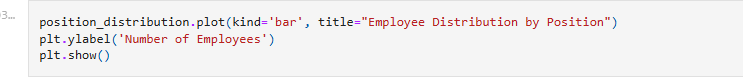 position_distribution.plot(kind='bar', title="Employee Distribution by Position")
plt.ylabel('Number of Employees')
plt.show()